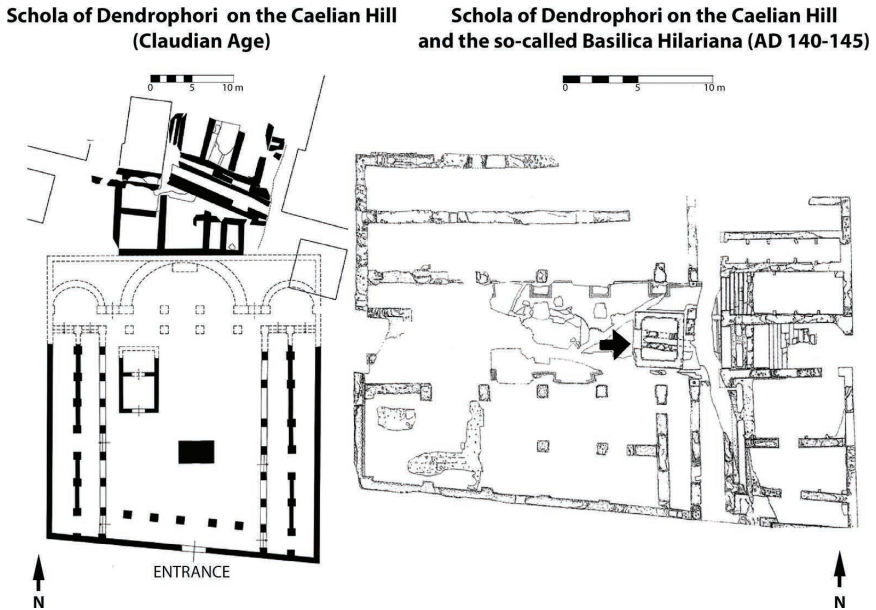 Schola of Dendrophori on the Caelian Hill
(Claudian Age)
0 5 10 m
ENTRANCE
N
Schola of Dendrophori on the Caelian Hill
and the so-called Basilica Hilariana (AD 140-145)
0 5 10 m
N